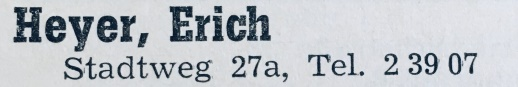 Heyer, Erich
Stadtweg 27a, Tel. 2 39 07